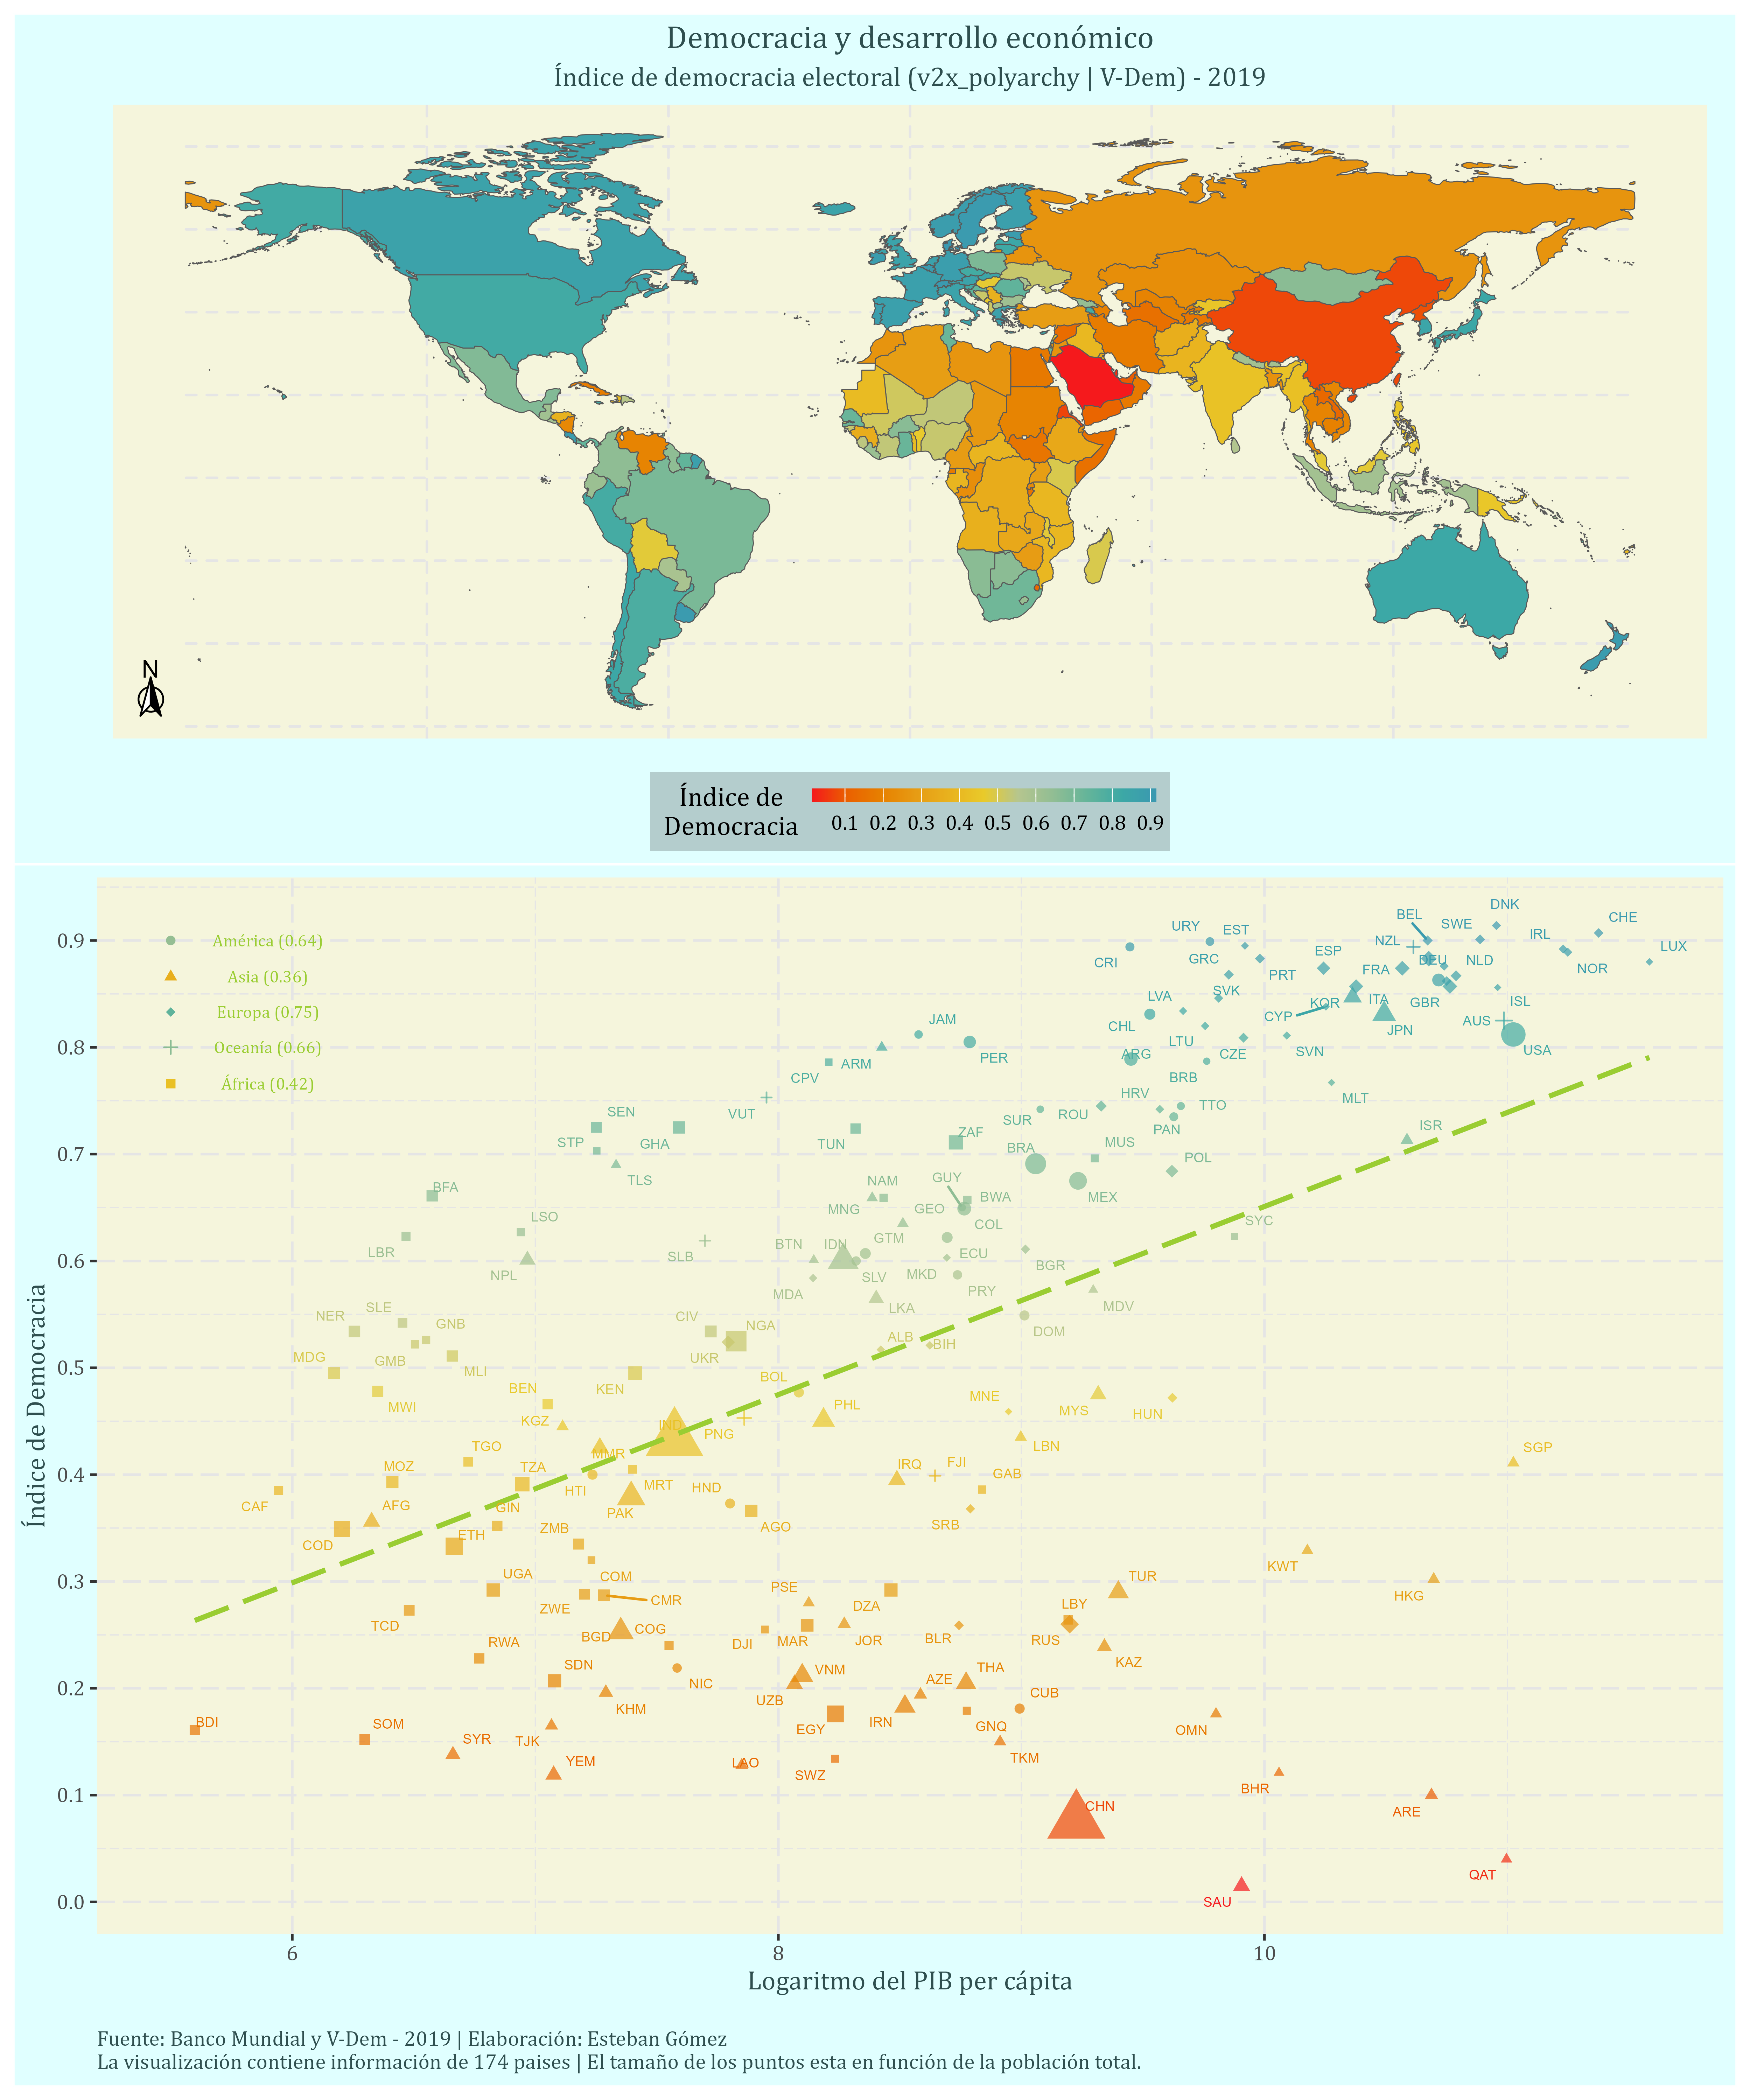 Democracia y desarrollo económico
Índice de democracia electoral (v2x_polyarchy | V-Dem) - 2019
N
Índice de
Democracia
0.1 0.2 0.3 0.4 0.5 0.6 0.7 0.8 0.9
América (0.64)
Asia (0.36)
Europa (0.75)
Oceanía (0.66)
África (0.42)
Índice de Democracia
0.9
0.8
0.7
0.6
0.5
0.4
0.3
0.2
0.1
0.0
DNK
BEL SWE CHE
URY EST NZL IRL LUX
CRI GRC ESP DEU NLD NOR
PRT FRA
LVA SVK KOR ITA GBR ISL
CYP AUS
JAM CHL JPN
LTU SVN USA
ARM PER ARG CZE
CPV BRB
HRV MLT
VUT SEN SUR ROU TTO
STP GHA TUN ZAF PAN ISR
BRA MUS
TLS POL
BFA NAM GUY BWA MEX
LSO MNG GEO COL SYC
LBR SLB BTN IDN GTM ECU
NPL MDA SLV MKD BGR
PRY
NER SLE LKA MDV
GNB CIV NGA DOM
MDG GMB UKR ALB BIH
MLI BOL
BEN KEN MNE
MWI PHL MYS HUN
KGZ IND PNG
TGO MMR LBN SGP
MOZ TZA IRQ FJI GAB
HTI MRT HND
CAF AFG GIN PAK SRB
COD ETH ZMB AGO
KWT
UGA COM PSE TUR
ZWE CMR DZA LBY HKG
TCD BGD COG DJI MAR JOR BLR RUS
RWA KAZ
SDN NIC VNM AZE THA
KHM UZB CUB
BDI SOM EGY IRN GNQ OMN
SYR TJK
YEM LAO SWZ TKM
CHN BHR
ARE
QAT
SAU
6 8 10
Logaritmo del PIB per cápita
Fuente: Banco Mundial y V-Dem - 2019 | Elaboración: Esteban Gómez
La visualización contiene información de 174 paises | El tamaño de los puntos esta en función de la población total.